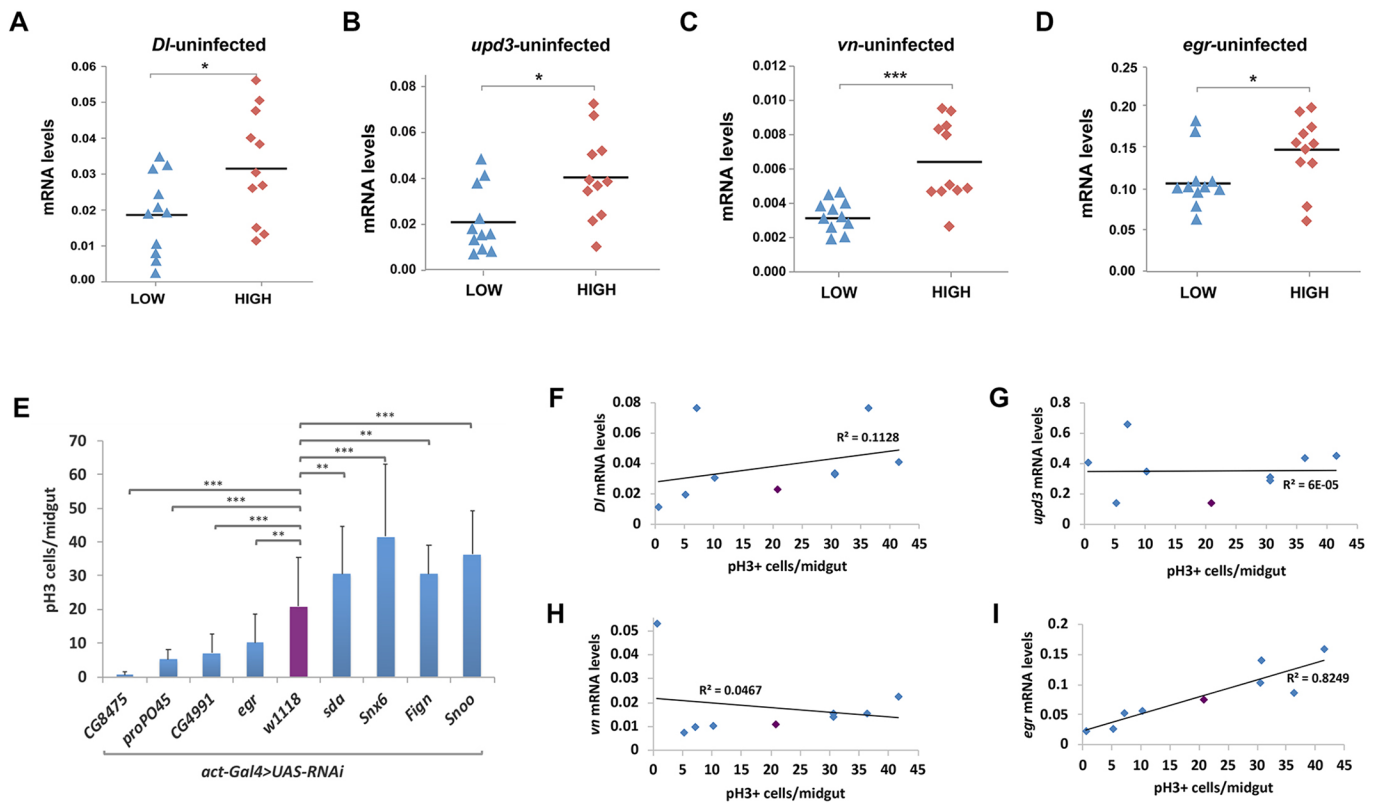 A
Dl-uninfected
*
0.06
0.05
0.04
0.03
0.02
0.01
0.00
mRNA levels
LOW
HIGH
B
upd3-uninfected
*
0.08
0.06
0.04
0.02
0.00
mRNA levels
LOW
HIGH
C
vn-uninfected
***
0.012
0.010
0.008
0.006
0.004
0.002
0.000
mRNA levels
LOW
HIGH
D
egr-uninfected
*
0.25
0.20
0.15
0.10
0.05
0.00
mRNA levels
LOW
HIGH
E
***
**
***
**
***
***
***
**
70
60
50
40
30
20
10
0
pH3 cells/midgut
CG8475
proPO45
CG4991
egr
w1118
sda
Snx6
Fign
Snoo
act-Gal4>UAS-RNAi
F
0.08
0.06
0.04
0.02
0
Dl mRNA levels
R² = 0.1128
0 5 10 15 20 25 30 35 40 45
pH3+ cells/midgut
G
0.8
0.6
0.4
0.2
0
upd3 mRNA levels
R² = 6E-05
0 5 10 15 20 25 30 35 40 45
pH3+ cells/midgut
H
0.05
0.04
0.03
0.02
0.01
0
vn mRNA levels
R² = 0.0467
0 5 10 15 20 25 30 35 40 45
pH3+ cells/midgut
I
0.2
0.15
0.1
0.05
0
egr mRNA levels
R² = 0.8249
0 5 10 15 20 25 30 35 40 45
pH3+ cells/midgut